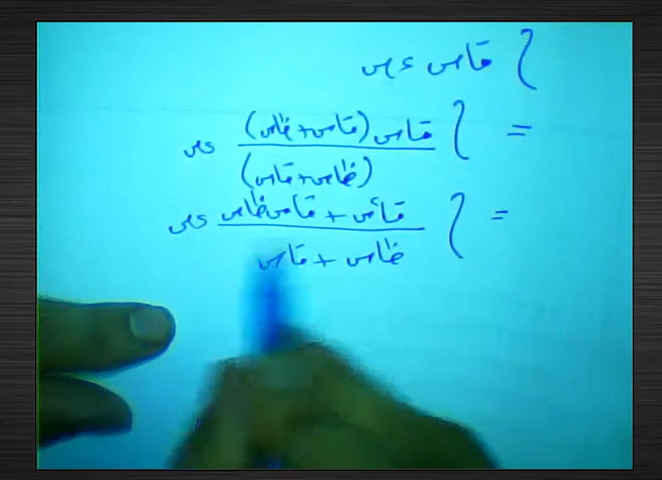 ∫ قاس ءس
= ∫ قاس(قاس+ظاس) / (ظاس+قاس) ءس
= ∫ قا²س + قاس ظاس / ظاس + قاس ءس